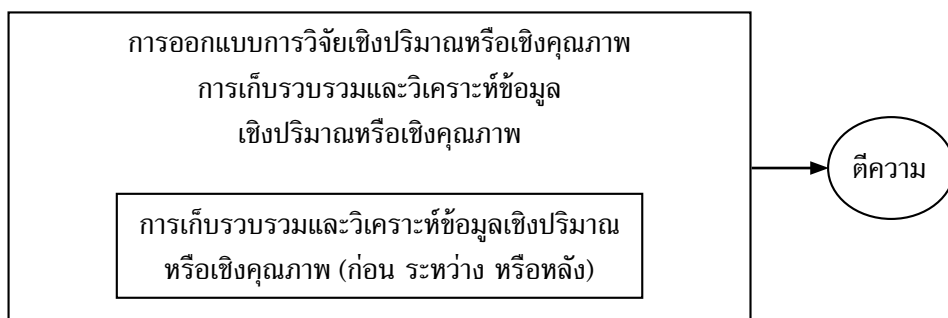 การออกแบบการวิจัยเชิงปริมาณหรือเชิงคุณภาพ
การเก็บรวบรวมและวิเคราะห์ข้อมูล
เชิงปริมาณหรือเชิงคุณภาพ
การเก็บรวบรวมและวิเคราะห์ข้อมูลเชิงปริมาณ
หรือเชิงคุณภาพ (ก่อน ระหว่าง หรือหลัง)
ตีความ